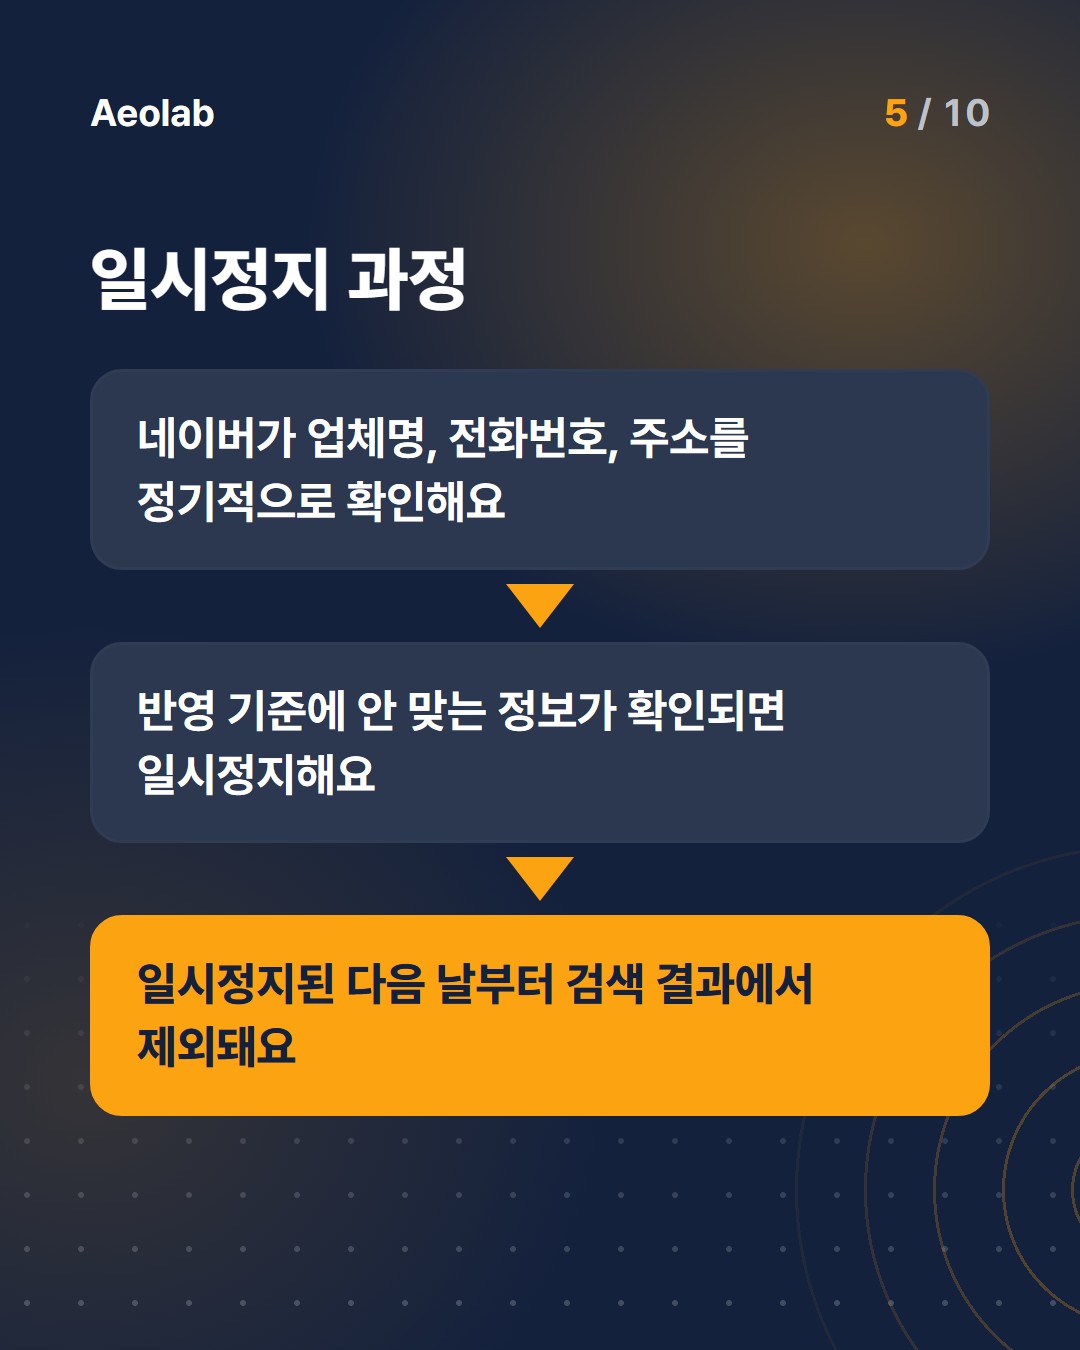 Aeolab
5 / 10
일시정지 과정
네이버가 업체명, 전화번호, 주소를
정기적으로 확인해요
반영 기준에 안 맞는 정보가 확인되면
일시정지해요
일시정지된 다음 날부터 검색 결과에서
제외돼요